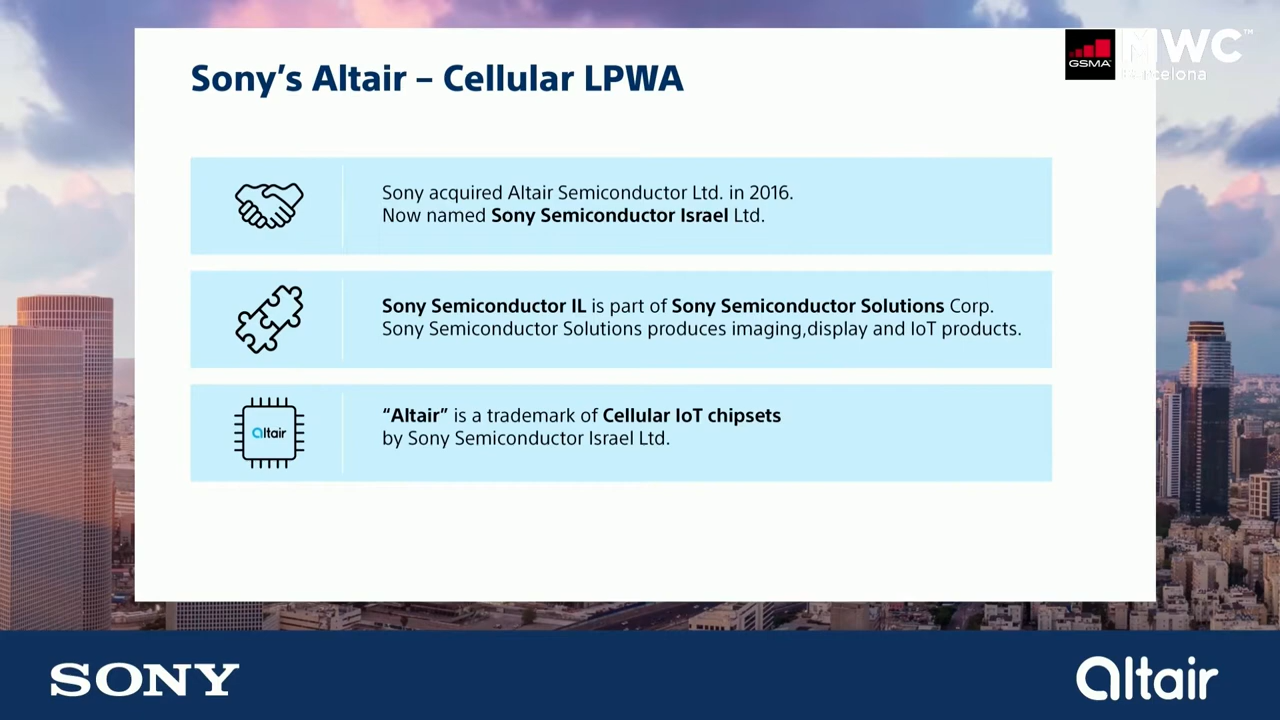 Sony’s Altair – Cellular LPWA
GSMA
MWC™
Barcelona
Sony acquired Altair Semiconductor Ltd. in 2016.
Now named Sony Semiconductor Israel Ltd.
Sony Semiconductor IL is part of Sony Semiconductor Solutions Corp.
Sony Semiconductor Solutions produces imaging,display and IoT products.
altair
“Altair” is a trademark of Cellular IoT chipsets
by Sony Semiconductor Israel Ltd.
SONY
altair